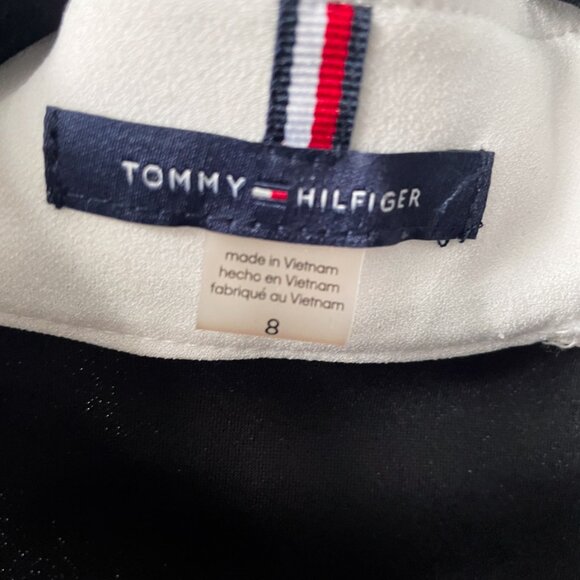 TOMMY HILFIGER
made in Vietnam
hecho en Vietnam
fabriqué au Vietnam
8